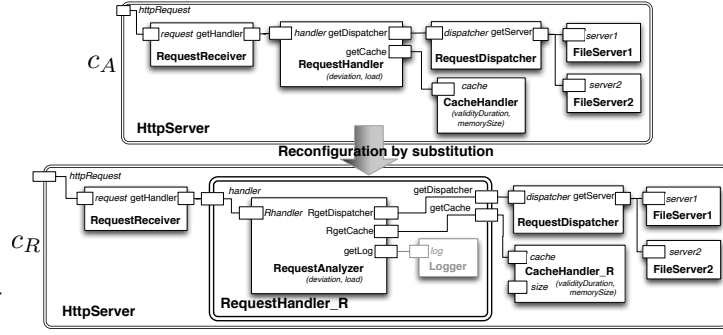 httpRequest
request getHandler
RequestReceiver
handler getDispatcher
getCache
RequestHandler
(deviation, load)
dispatcher getServer
RequestDispatcher
server1
FileServer1
server2
FileServer2
cache
CacheHandler
(validityDuration,
memorySize)
c_A
HttpServer
Reconfiguration by substitution
httpRequest
request getHandler
RequestReceiver
handler
Rhandler RgetDispatcher
RgetCache
getLog
RequestAnalyzer
(deviation, load)
log
Logger
getDispatcher
getCache
RequestHandler_R
dispatcher getServer
RequestDispatcher
server1
FileServer1
server2
FileServer2
cache
CacheHandler_R
size (validityDuration,
memorySize)
c_R
HttpServer